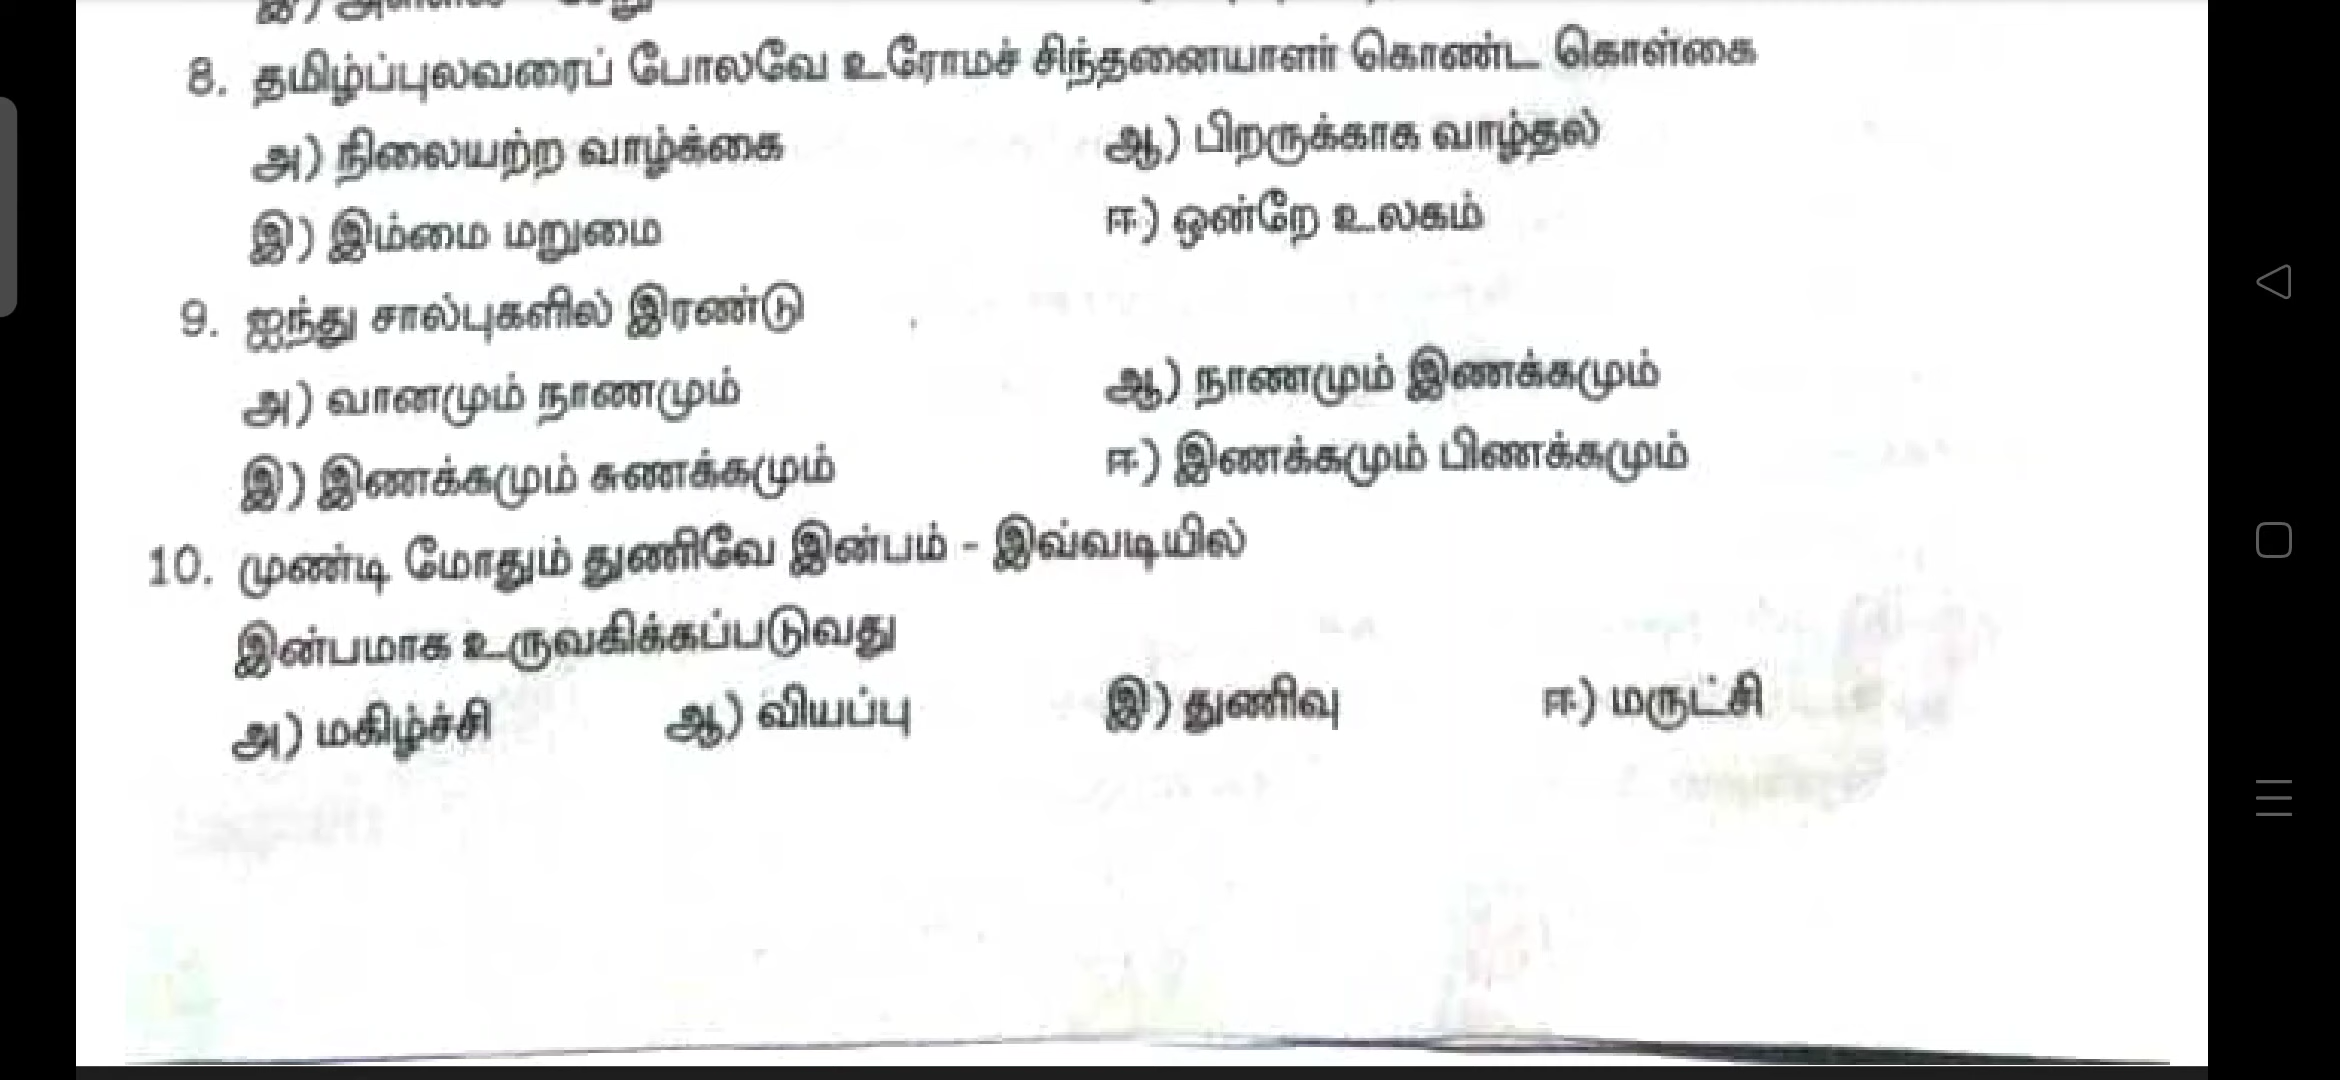 8. தமிழ்ப்புலவரைப் போலவே உரோமச் சிந்தனையாளர் கொண்ட கொள்கை
அ) நிலையற்ற வாழ்க்கை ஆ) பிறருக்காக வாழ்தல்
இ) இம்மை மறுமை ஈ) ஒன்றே உலகம்
9. ஐந்து சால்புகளில் இரண்டு
அ) வானமும் நாணமும் ஆ) நாணமும் இணக்கமும்
இ) இணக்கமும் சுணக்கமும் ஈ) இணக்கமும் பிணக்கமும்
10. முண்டி மோதும் துணிவே இன்பம் - இவ்வடியில்
இன்பமாக உருவகிக்கப்படுவது
அ) மகிழ்ச்சி ஆ) வியப்பு இ) துணிவு ஈ) மருட்சி